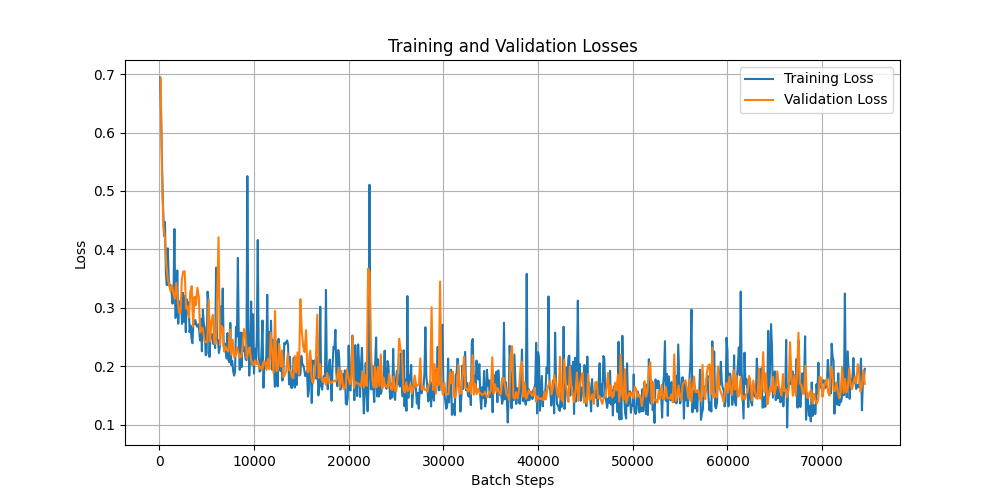 Training and Validation Losses
Training Loss
Validation Loss
Loss
0.7
0.6
0.5
0.4
0.3
0.2
0.1
0 10000 20000 30000 40000 50000 60000 70000
Batch Steps